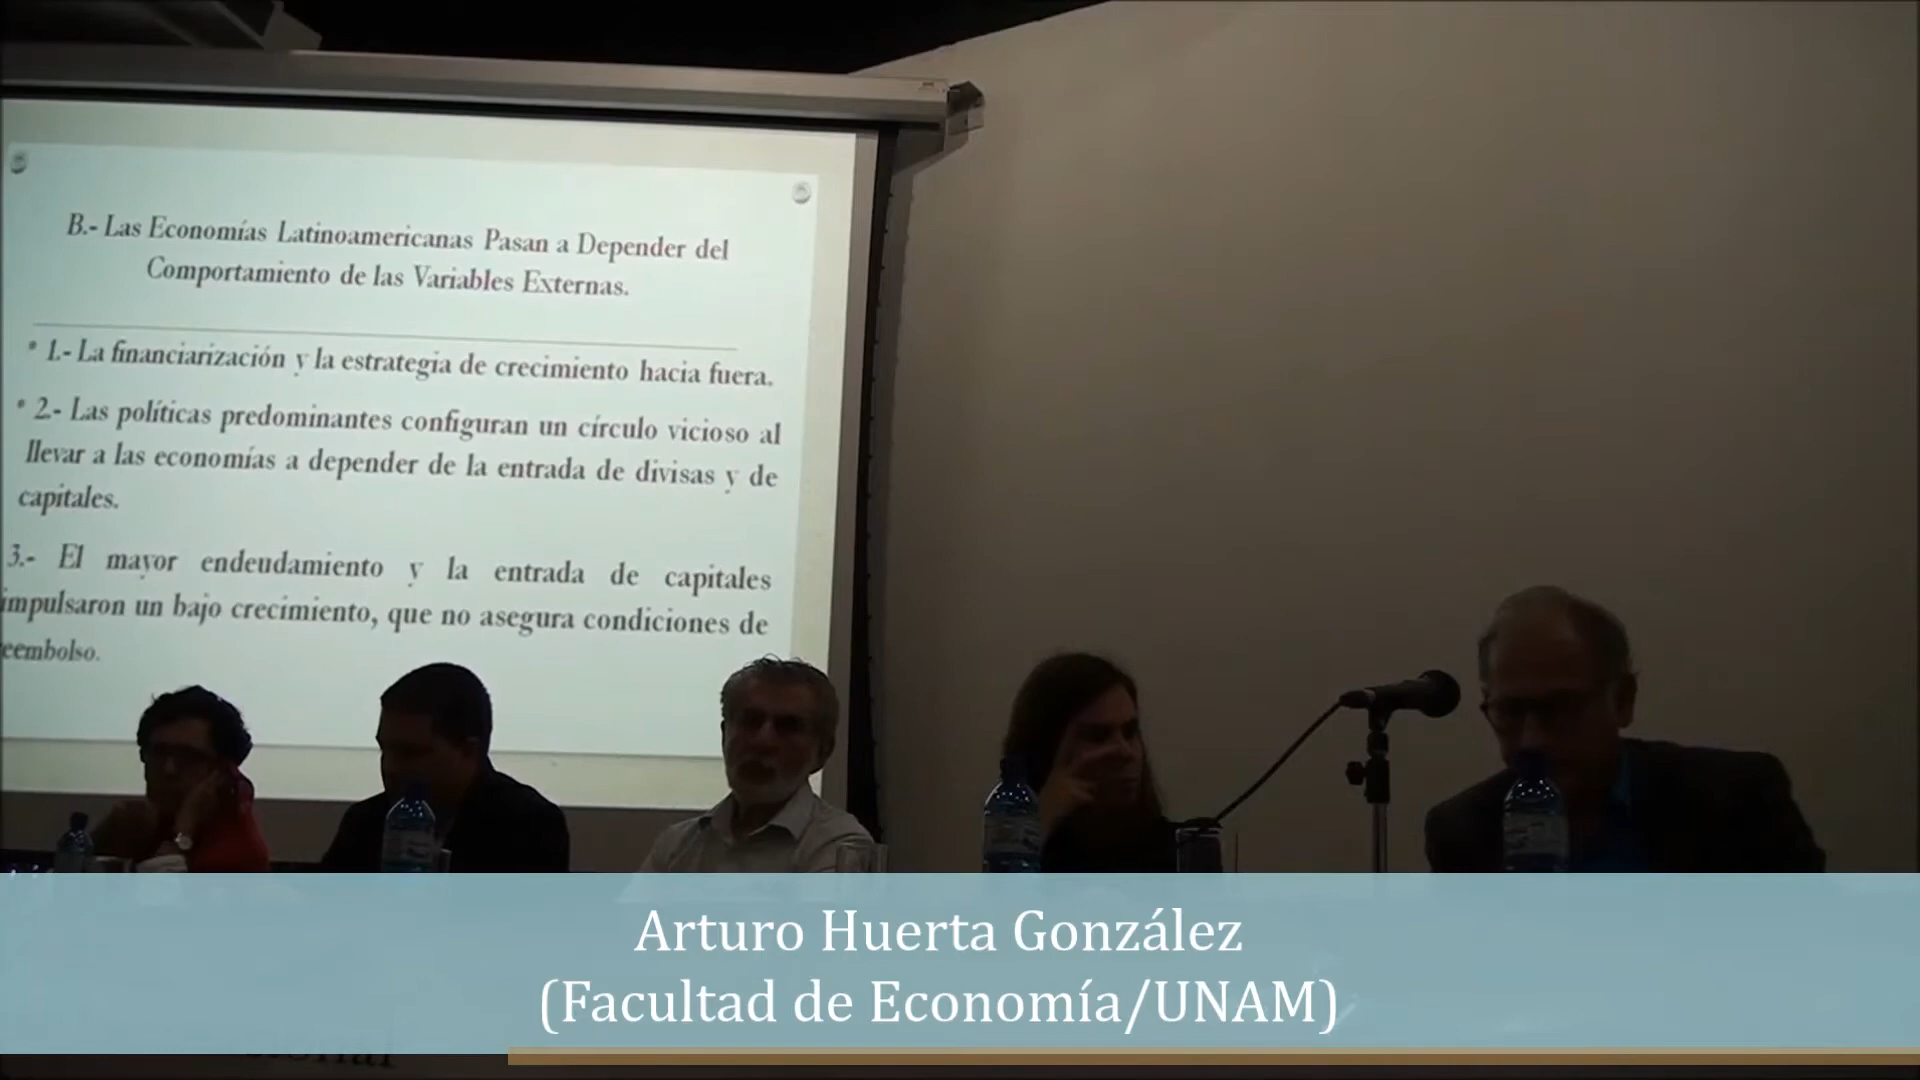 B.- Las Economías Latinoamericanas Pasan a Depender del
Comportamiento de las Variables Externas.
* 1.- La financiarización y la estrategia de crecimiento hacia fuera.
* 2.- Las políticas predominantes configuran un círculo vicioso al
llevar a las economías a depender de la entrada de divisas y de
capitales.
3.- El mayor endeudamiento y la entrada de capitales
impulsaron un bajo crecimiento, que no asegura condiciones de
eembolso.
Arturo Huerta González
(Facultad de Economía/UNAM)